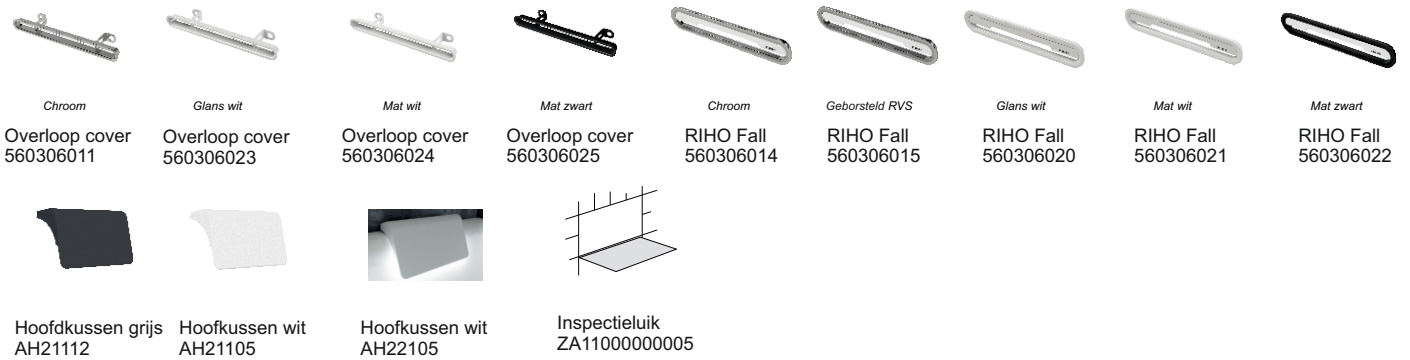 Chroom
Glans wit
Mat wit
Mat zwart
Chroom
Geborsteld RVS
Glans wit
Mat wit
Mat zwart
Overloop cover
560306011
Overloop cover
560306023
Overloop cover
560306024
Overloop cover
560306025
RIHO Fall
560306014
RIHO Fall
560306015
RIHO Fall
560306020
RIHO Fall
560306021
RIHO Fall
560306022
Hoofdkussen grijs
AH21112
Hoofkussen wit
AH21105
Hoofkussen wit
AH22105
Inspectieluik
ZA11000000005